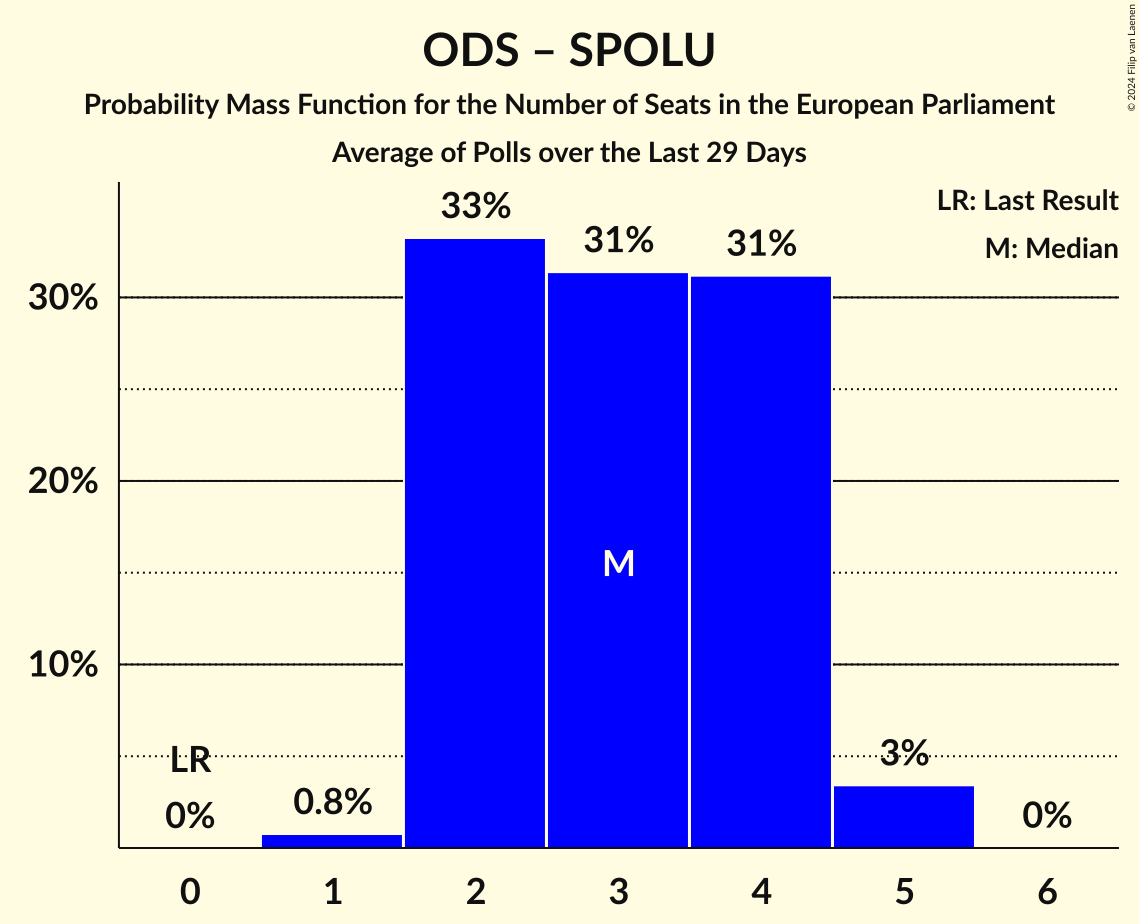 ODS – SPOLU
Probability Mass Function for the Number of Seats in the European Parliament
Average of Polls over the Last 29 Days
© 2024 Filip van Laenen
LR: Last Result
M: Median
33%
31%
31%
30%
20%
M
10%
LR
0%
0.8%
3%
0%
0 1 2 3 4 5 6